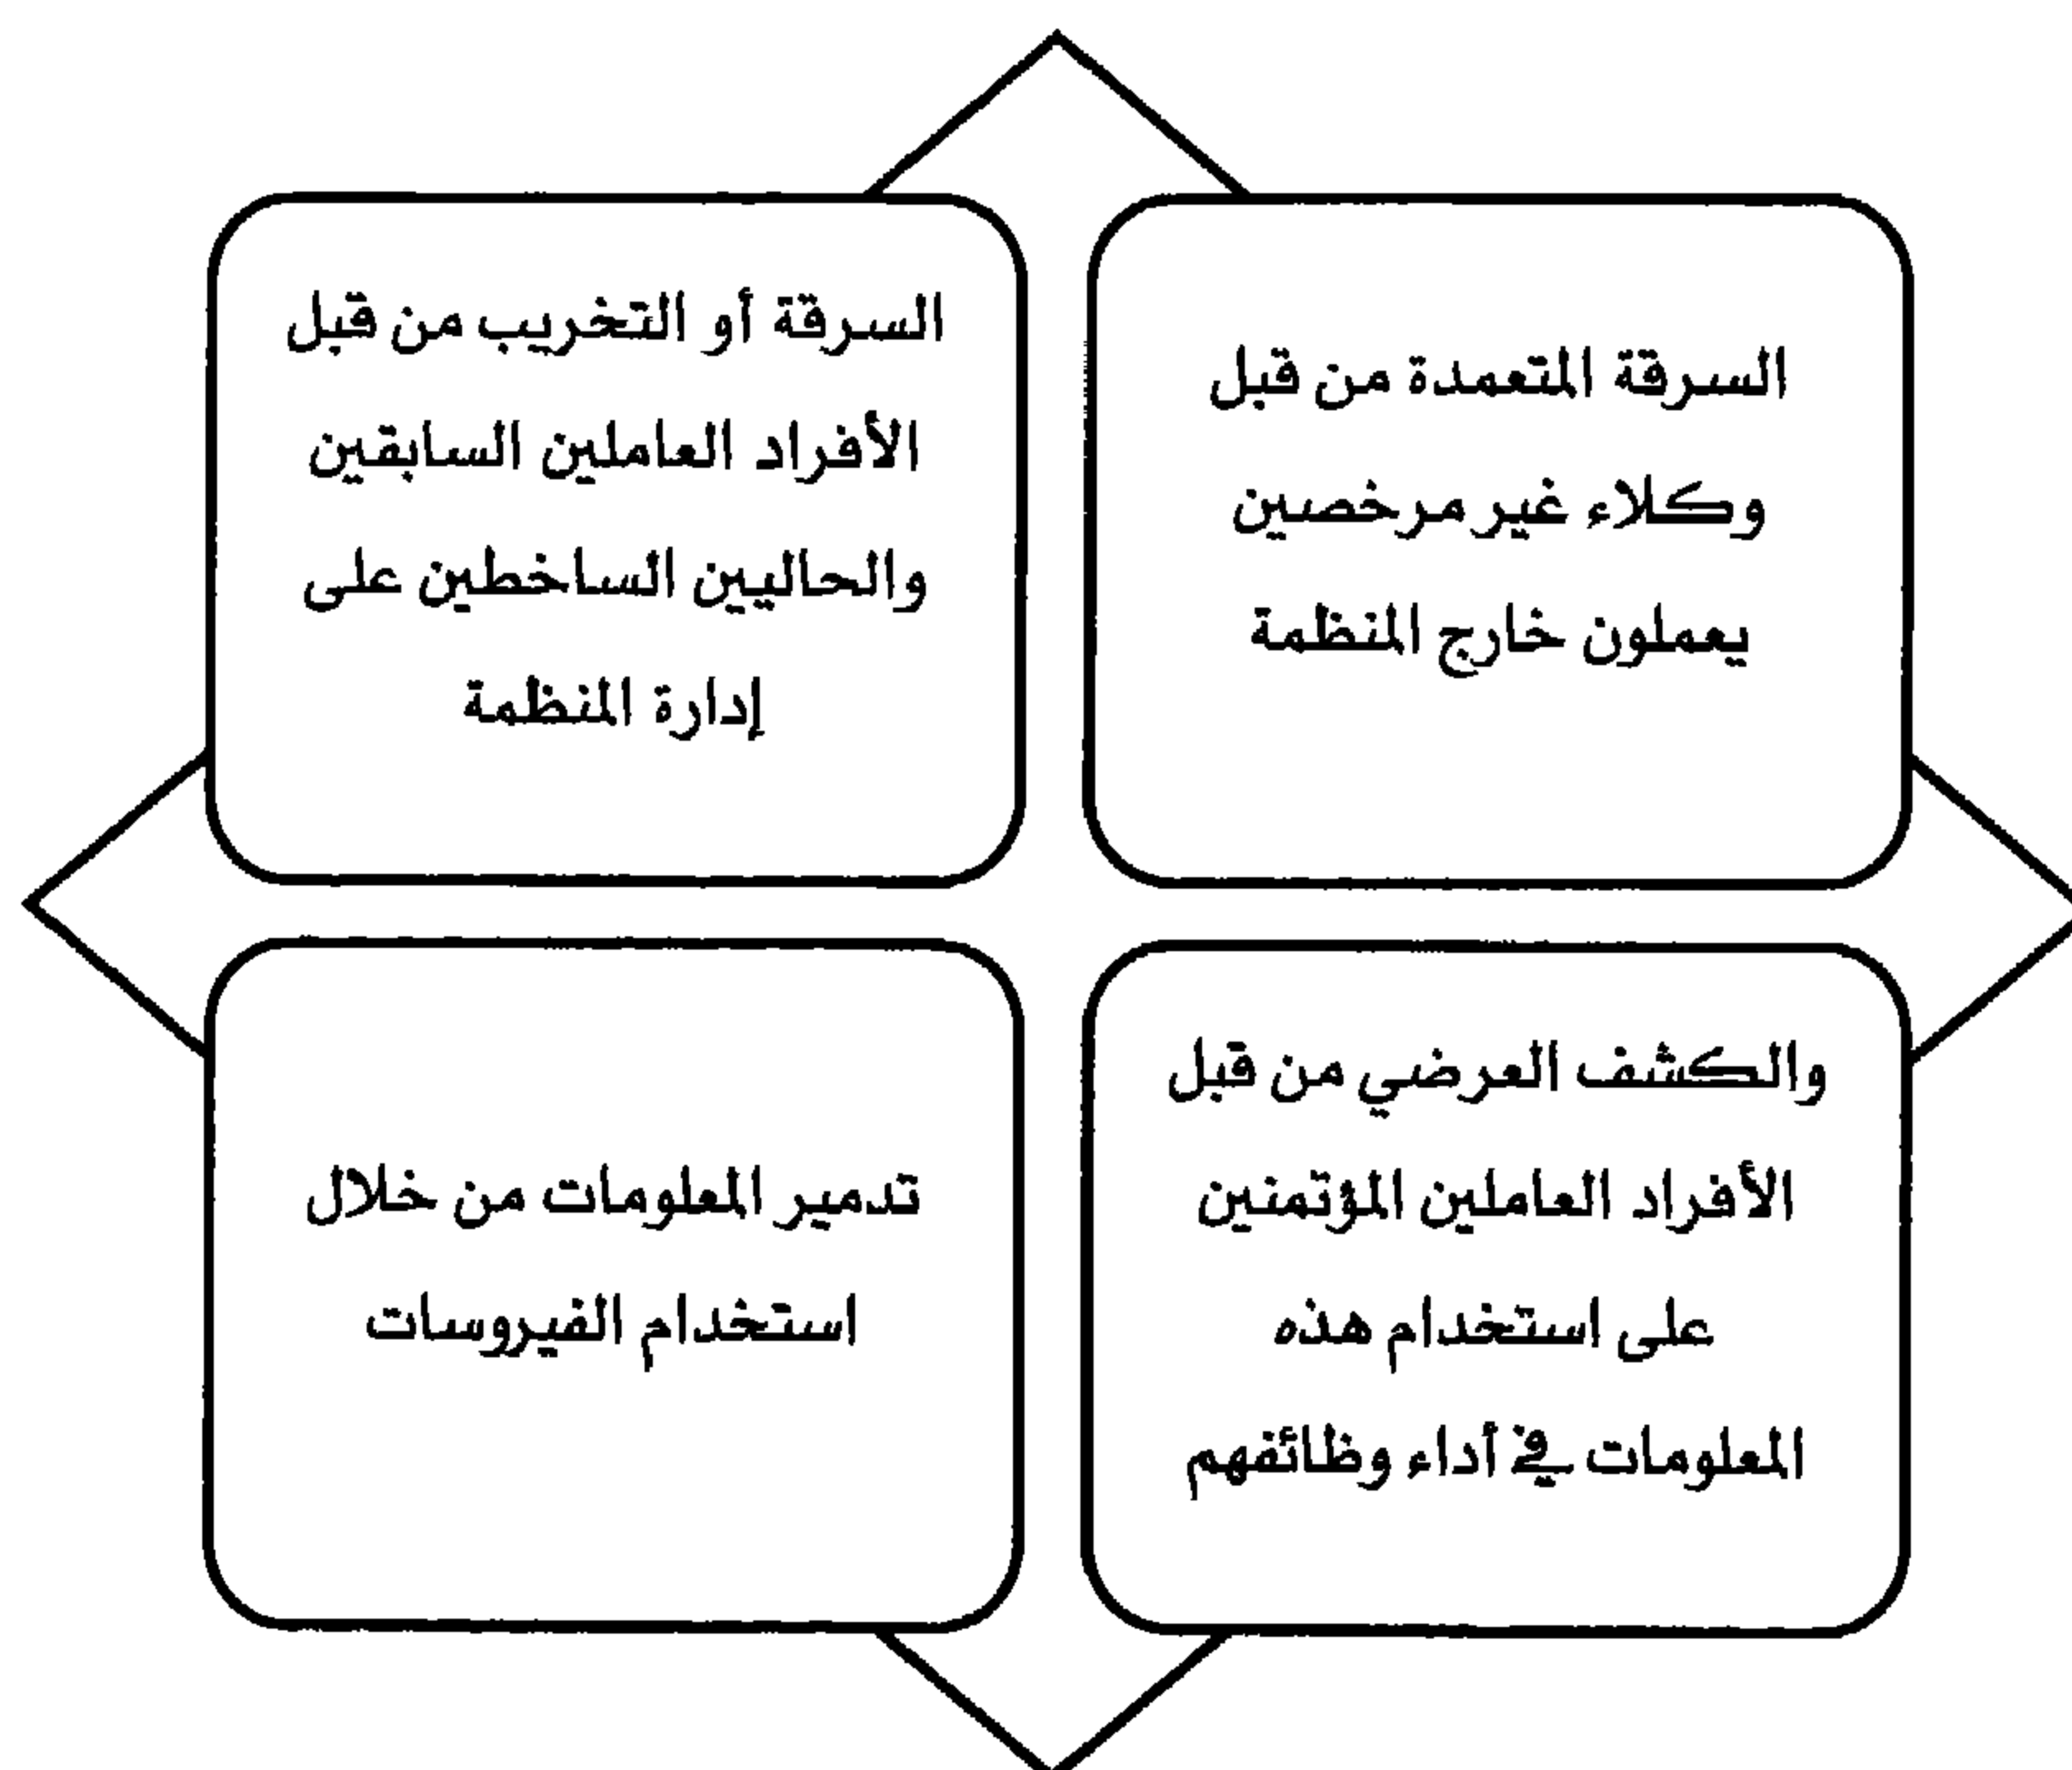 السرقة المتعمدة من قبل
وكلاء غير مرخصين
يعملون خارج المنظمة
السرقة أو التخريب من قبل
الأفراد العاملين السابقين
والحاليين الساخطين على
إدارة المنظمة
والكشف العرضي من قبل
الأفراد العاملين المؤتمنين
على استخدام هذه
المعلومات في أداء وظائفهم
تدمير المعلومات من خلال
استخدام الفيروسات